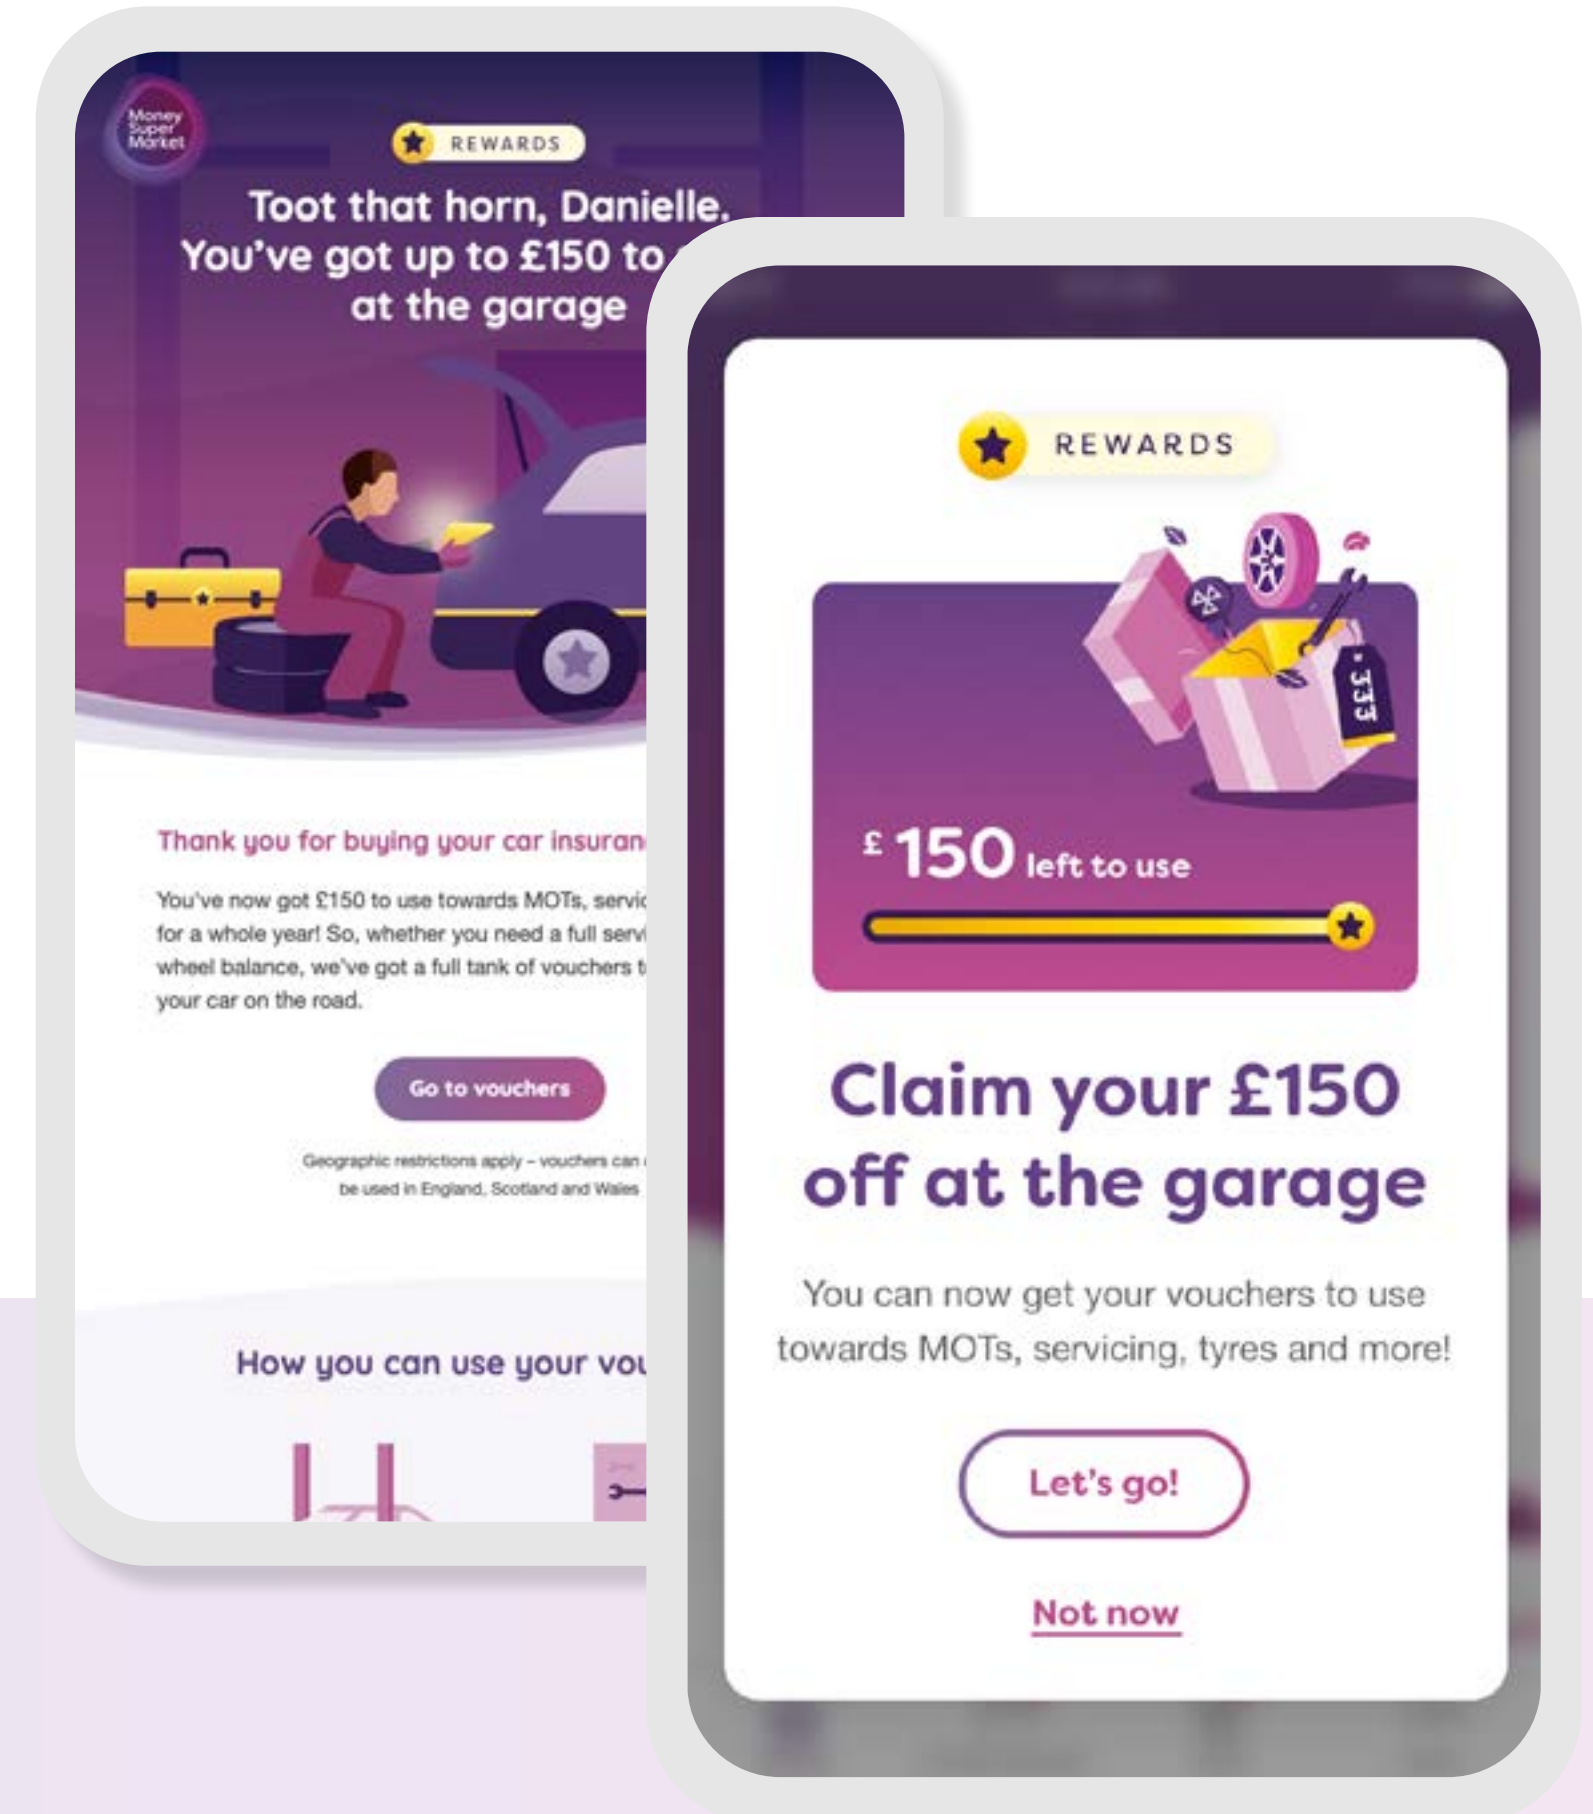 Money
Super
Market
REWARDS
Toot that horn, Danielle.
You've got up to £150 to
at the garage
Thank you for buying your car
You've now got £150 to use towards MOTs,
for a whole year! So, whether you need a full
wheel balance, we've got a full tank of vouchers
your car on the road.
Go to vouchers
Geographic restrictions apply – vouchers can
be used in England, Scotland and Wales
How you can use your
REWARDS
£££
£150 left to use
Claim your £150
off at the garage
You can now get your vouchers to use
towards MOTs, servicing, tyres and more!
Let's go!
Not now